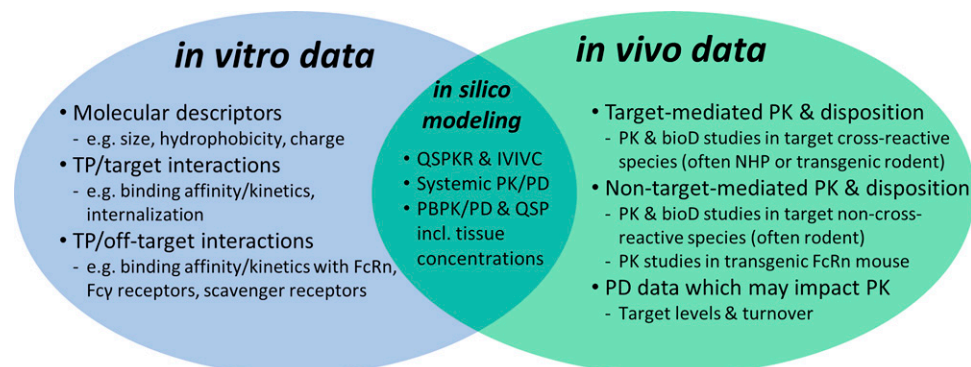 in vitro data
• Molecular descriptors
- e.g. size, hydrophobicity, charge
• TP/target interactions
- e.g. binding affinity/kinetics,
internalization
• TP/off-target interactions
- e.g. binding affinity/kinetics with FcRn,
Fcγ receptors, scavenger receptors
in silico
modeling
• QSPKR & IVIVC
• Systemic PK/PD
• PBPK/PD & QSP
incl. tissue
concentrations
in vivo data
• Target-mediated PK & disposition
- PK & bioD studies in target cross-reactive
species (often NHP or transgenic rodent)
• Non-target-mediated PK & disposition
- PK & bioD studies in target non-cross-
reactive species (often rodent)
- PK studies in transgenic FcRn mouse
• PD data which may impact PK
- Target levels & turnover